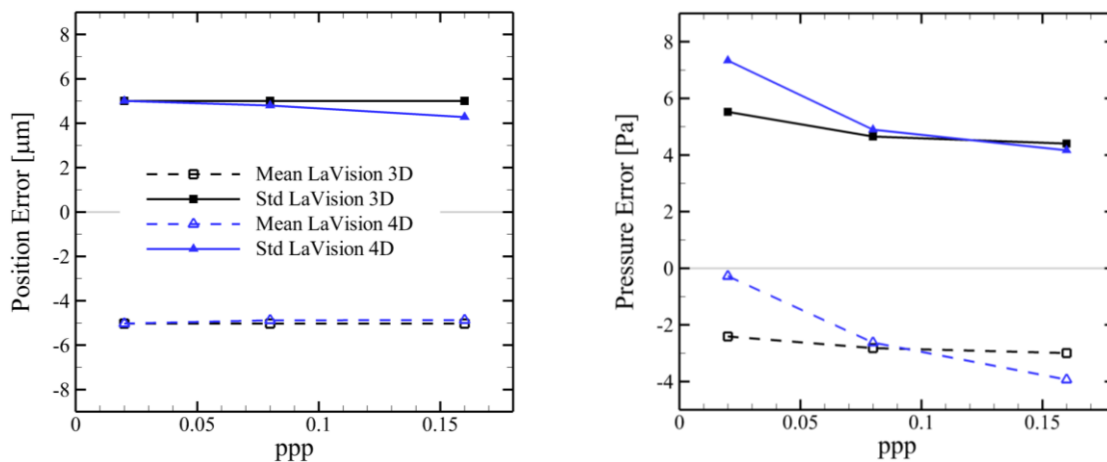 8
6
4
2
0
-2
-4
-6
-8
Position Error [µm]
Mean LaVision 3D
Std LaVision 3D
Mean LaVision 4D
Std LaVision 4D
0 0.05 0.1 0.15
ppp
8
6
4
2
0
-2
-4
Pressure Error [Pa]
0 0.05 0.1 0.15
ppp